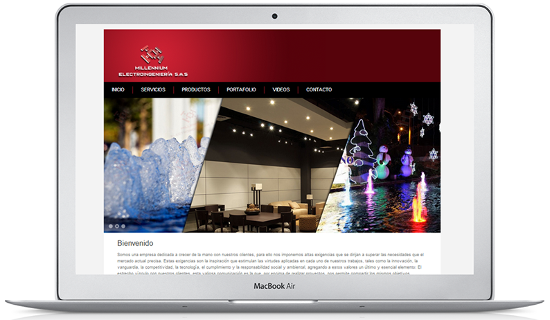 MILLENNIUM
ELECTROINGENIERÍA S.A.S
INICIO SERVICIOS PRODUCTOS PORTAFOLIO VIDEOS CONTACTO
Bienvenido
Somos una empresa dedicada a crecer de la mano con nuestros clientes, para ello nos imponemos altas exigencias que se dirijan a superar las necesidades que el
mercado actual precisa. Estas exigencias son la inspiración que estimulan las virtudes aplicadas en cada uno de nuestros trabajos, tales como la innovación, la
vanguardia, la competitividad, la tecnología, el cumplimiento y la responsabilidad social y ambiental, agregando a estos valores un último y esencial elemento: El
MacBook Air